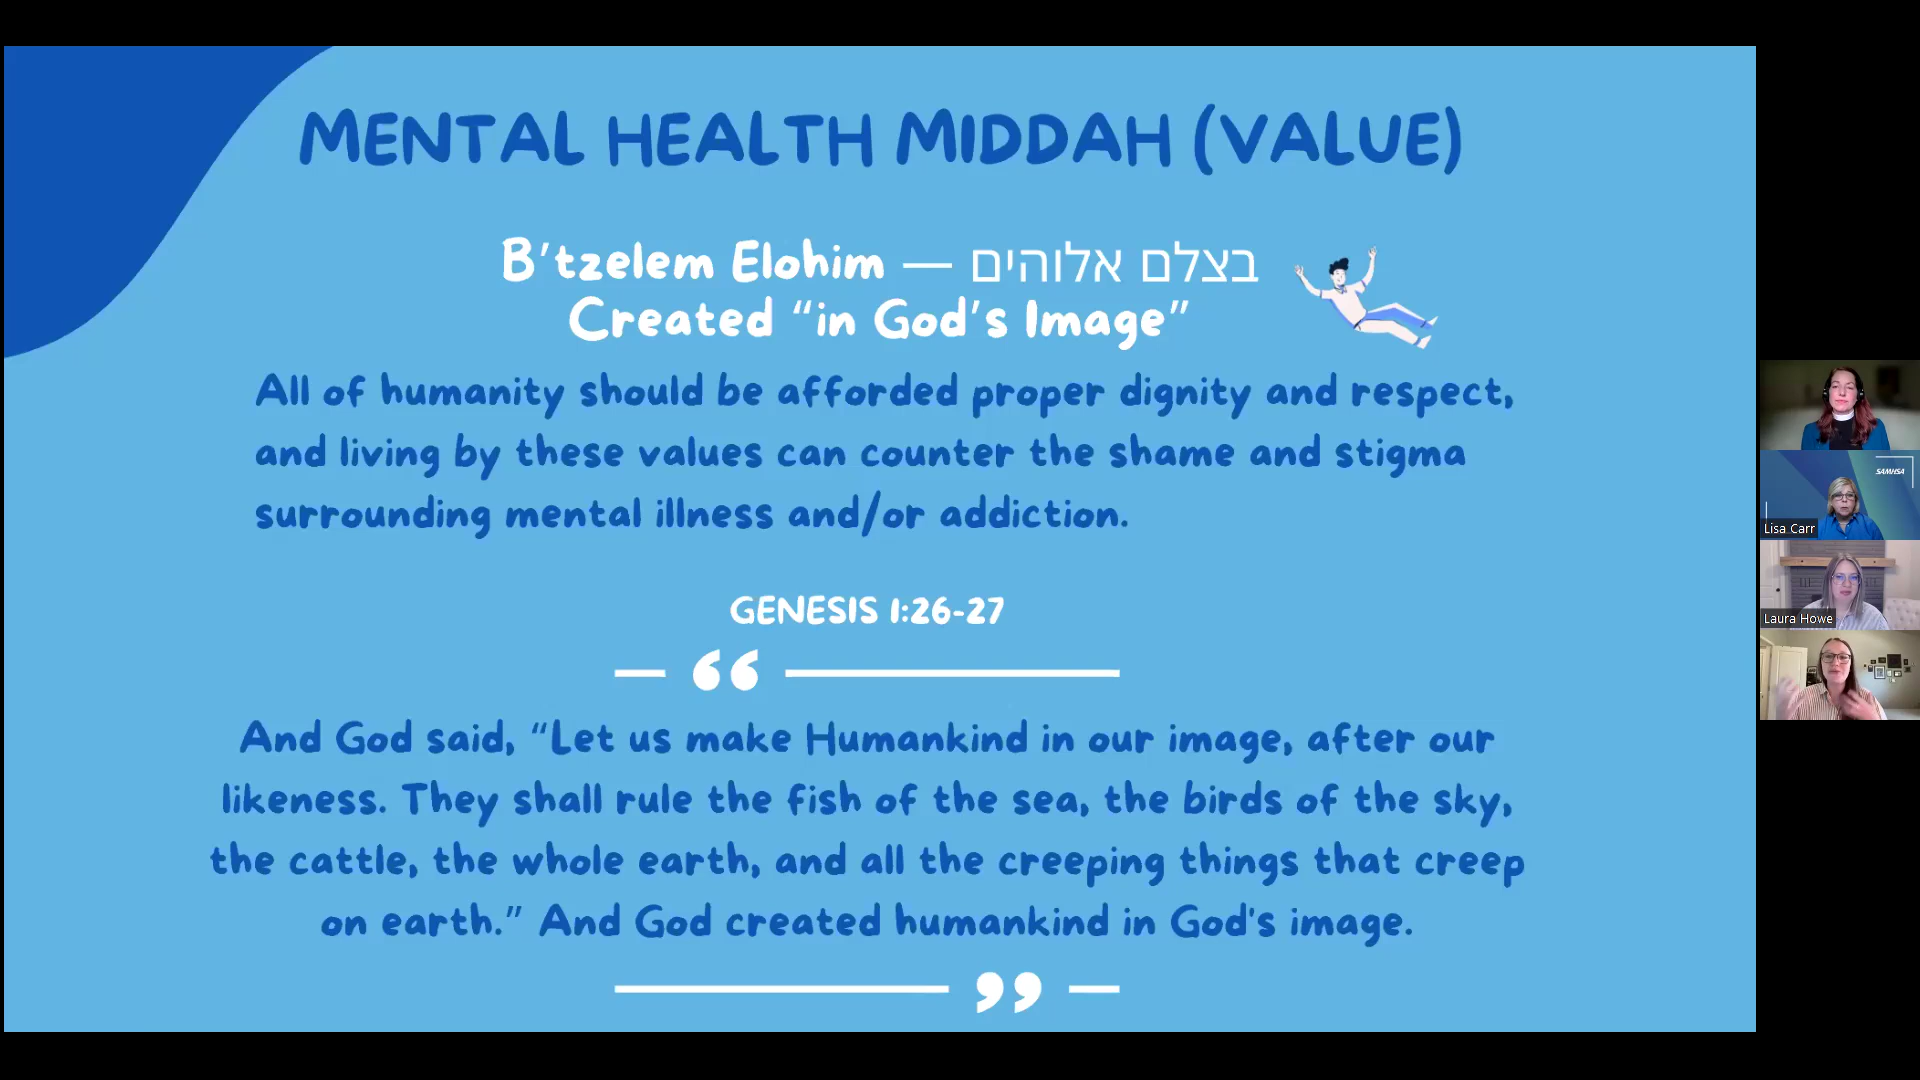 MENTAL HEALTH MIDDAH (VALUE)
B'tzelem Elohim — בצלם אלוהים
Created “in God's Image”
All of humanity should be afforded proper dignity and respect,
and living by these values can counter the shame and stigma
surrounding mental illness and/or addiction.
GENESIS 1:26-27
“
And God said, “Let us make Humankind in our image, after our
likeness. They shall rule the fish of the sea, the birds of the sky,
the cattle, the whole earth, and all the creeping things that creep
on earth.” And God created humankind in God's image.
”
SAMHSA
Lisa Carr
Laura Howe